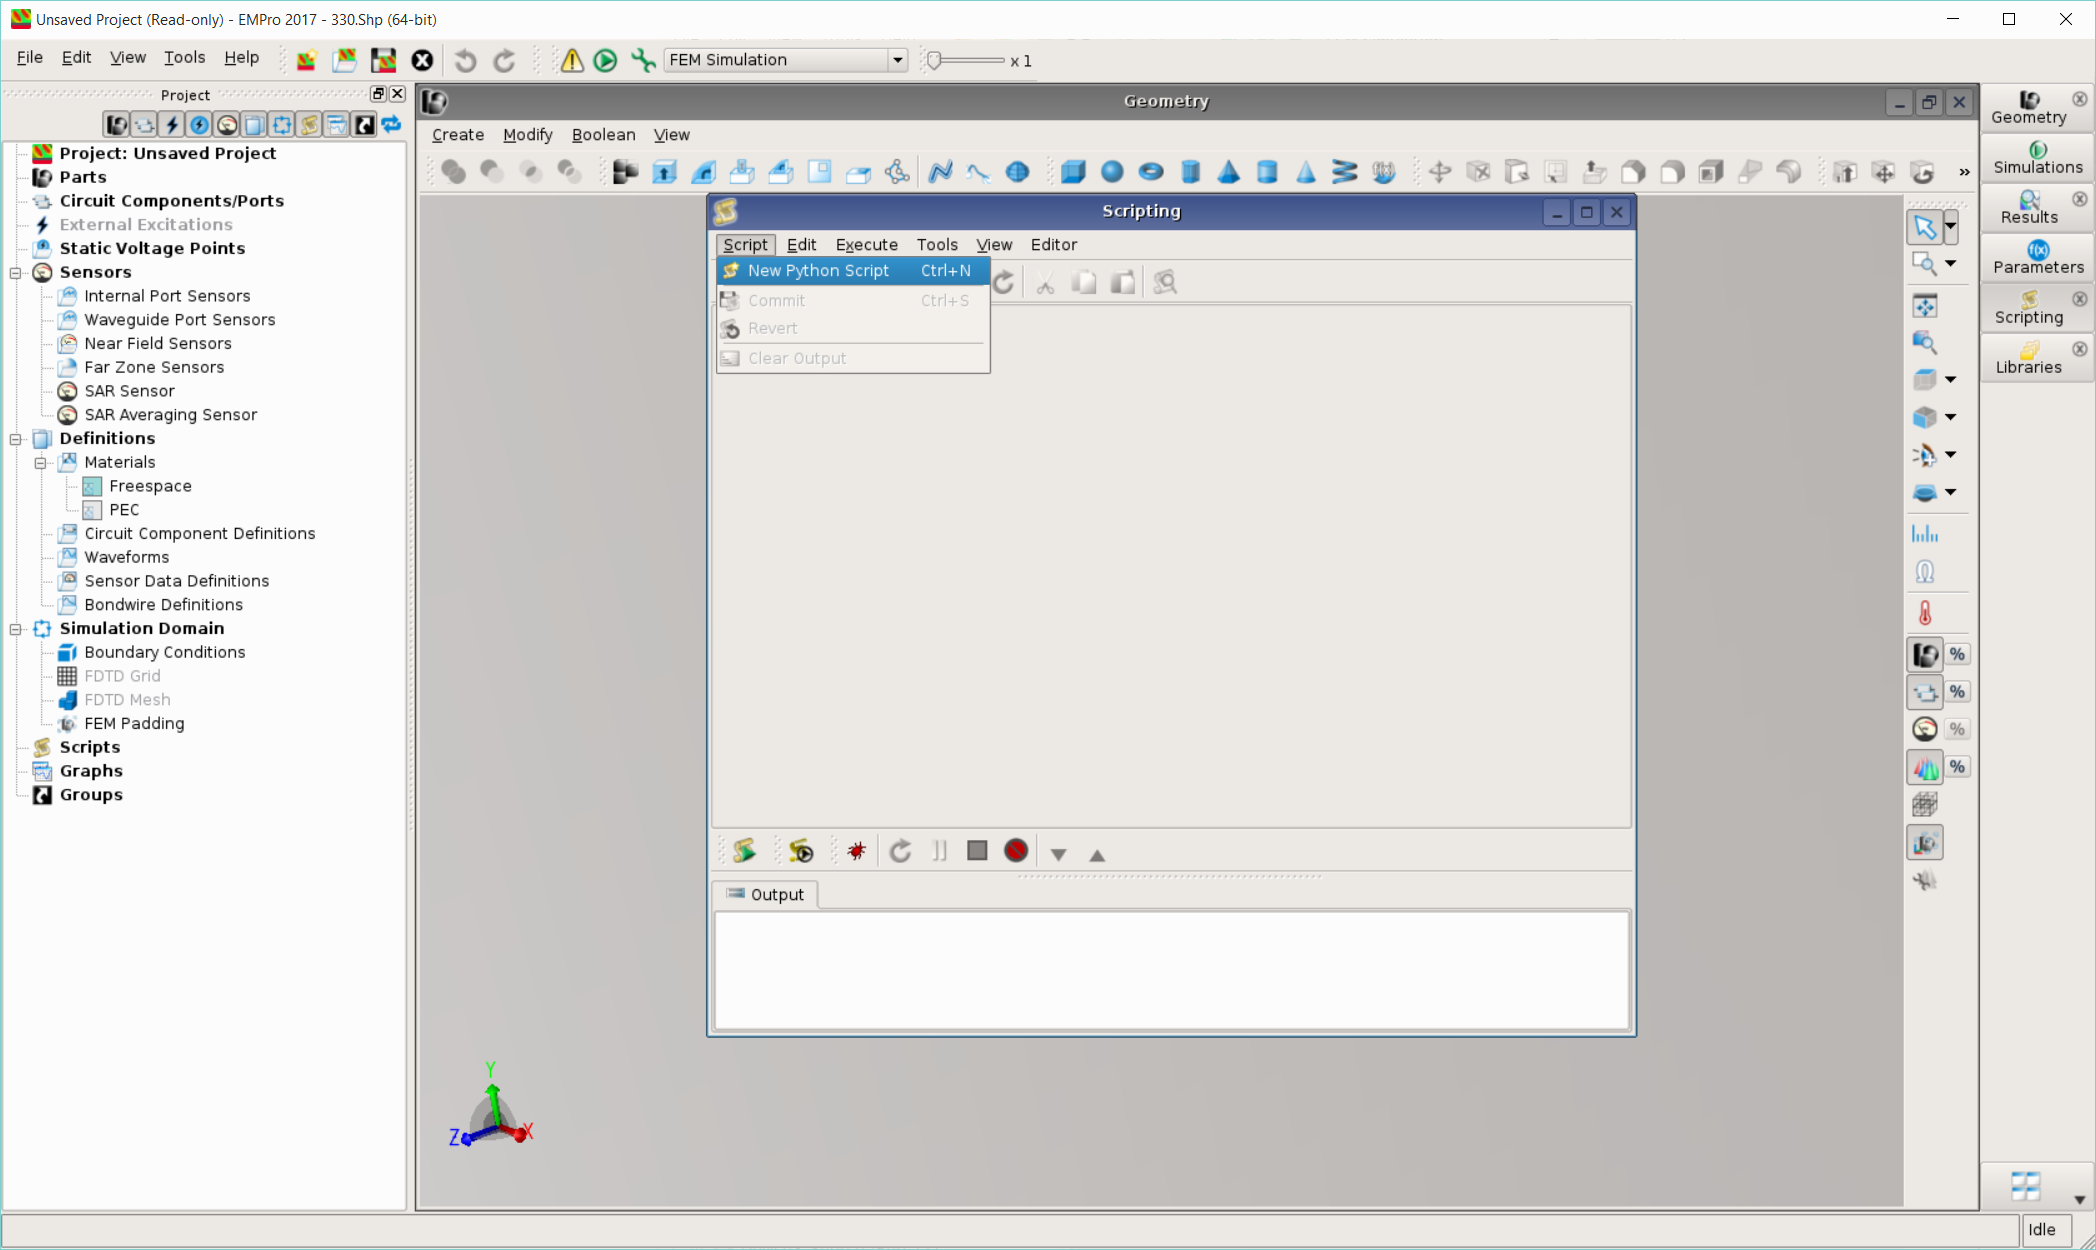 Unsaved Project (Read-only) - EMPro 2017 - 330.Shp (64-bit)
File Edit View Tools Help
FEM Simulation
x 1
Project
Project: Unsaved Project
Parts
Circuit Components/Ports
External Excitations
Static Voltage Points
Sensors
Internal Port Sensors
Waveguide Port Sensors
Near Field Sensors
Far Zone Sensors
SAR Sensor
SAR Averaging Sensor
Definitions
Materials
Freespace
PEC
Circuit Component Definitions
Waveforms
Sensor Data Definitions
Bondwire Definitions
Simulation Domain
Boundary Conditions
FDTD Grid
FDTD Mesh
FEM Padding
Scripts
Graphs
Groups
Geometry
Create Modify Boolean View
»
Scripting
Script Edit Execute Tools View Editor
New Python Script Ctrl+N
Commit Ctrl+S
Revert
Clear Output
Output
Y
Z
X
%
%
%
%
Geometry
Simulations
Results
f(x)
Parameters
Scripting
Libraries
Idle